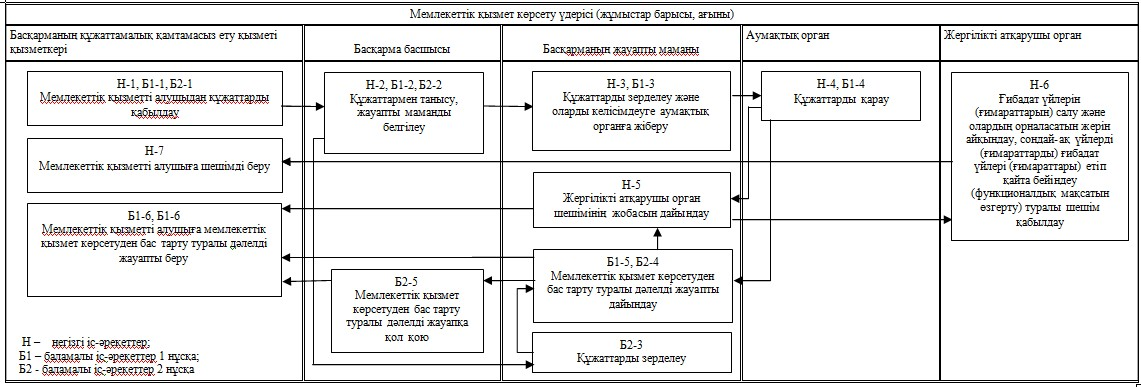 Мемлекеттік қызмет көрсету үдерісі (жұмыстар барысы, ағыны)
Басқарманың құжаттамалық қамтамасыз ету қызметі
қызметкері
Басқарма басшысы
Басқарманың жауапты маманы
Аумақтық орган
Жергілікті атқарушы орган
Н-1, Б1-1, Б2-1
Мемлекеттік қызметті алушыдан құжаттарды
қабылдау
Н-2, Б1-2, Б2-2
Құжаттармен танысу,
жауапты маманды
белгілеу
Н-3, Б1-3
Құжаттарды зерделеу және
оларды келісімдеуге аумақтық
органға жіберу
Н-4, Б1-4
Құжаттарды қарау
Н-6
Ғибадат үйлерін
(ғимараттарын) салу және
олардың орналасатын жерін
айқындау, сондай-ақ үйлерді
(ғимараттарды) ғибадат
үйлері (ғимараттары) етіп
қайта бейіндеу
(функционалдық мақсатын
өзгерту) туралы шешім
қабылдау
Н-7
Мемлекеттік қызметті алушыға шешімді беру
Н-5
Жергілікті атқарушы орган
шешімінің жобасын дайындау
Б1-6, Б1-6
Мемлекеттік қызметті алушыға мемлекеттік
қызмет көрсетуден бас тарту туралы дәлелді
жауапты беру
Б2-5
Мемлекеттік қызмет
көрсетуден бас тарту
туралы дәлелді жауапқа
қол қою
Б1-5, Б2-4
Мемлекеттік қызмет көрсетуден
бас тарту туралы дәлелді жауапты
дайындау
Б2-3
Құжаттарды зерделеу
Н – негізгі іс-әрекеттер;
Б1 – баламалы іс-әрекеттер 1 нұсқа;
Б2 - баламалы іс-әрекеттер 2 нұсқа